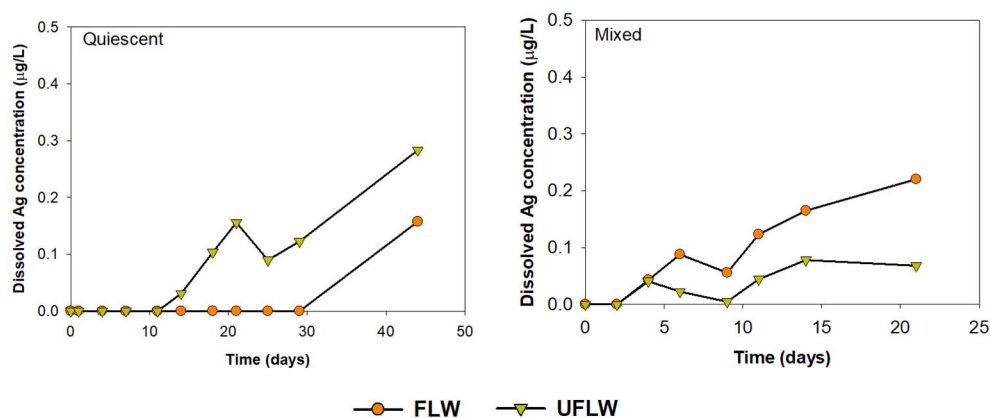 Quiescent
Dissolved Ag concentration (µg/L)
0.5
0.4
0.3
0.2
0.1
0.0
0 10 20 30 40 50
Time (days)
Mixed
Dissolved Ag concentration (µg/L)
0.5
0.4
0.3
0.2
0.1
0.0
0 5 10 15 20 25
Time (days)
FLW UFLW